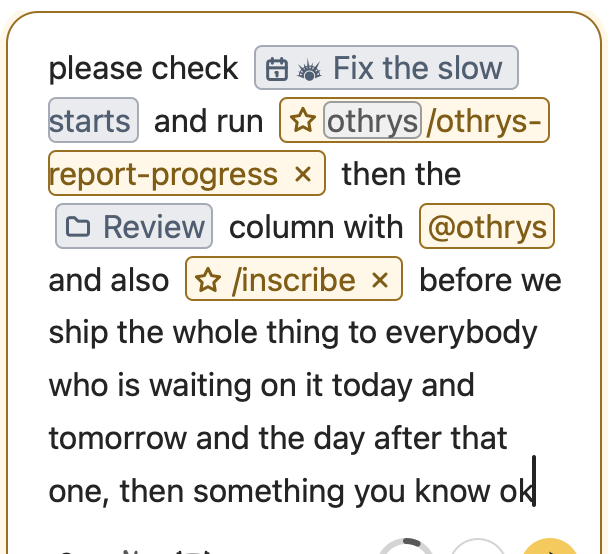 please check Fix the slow
starts and run othrys /othrys-
report-progress × then the
Review column with @othrys
and also /inscribe × before we
ship the whole thing to everybody
who is waiting on it today and
tomorrow and the day after that
one, then something you know ok